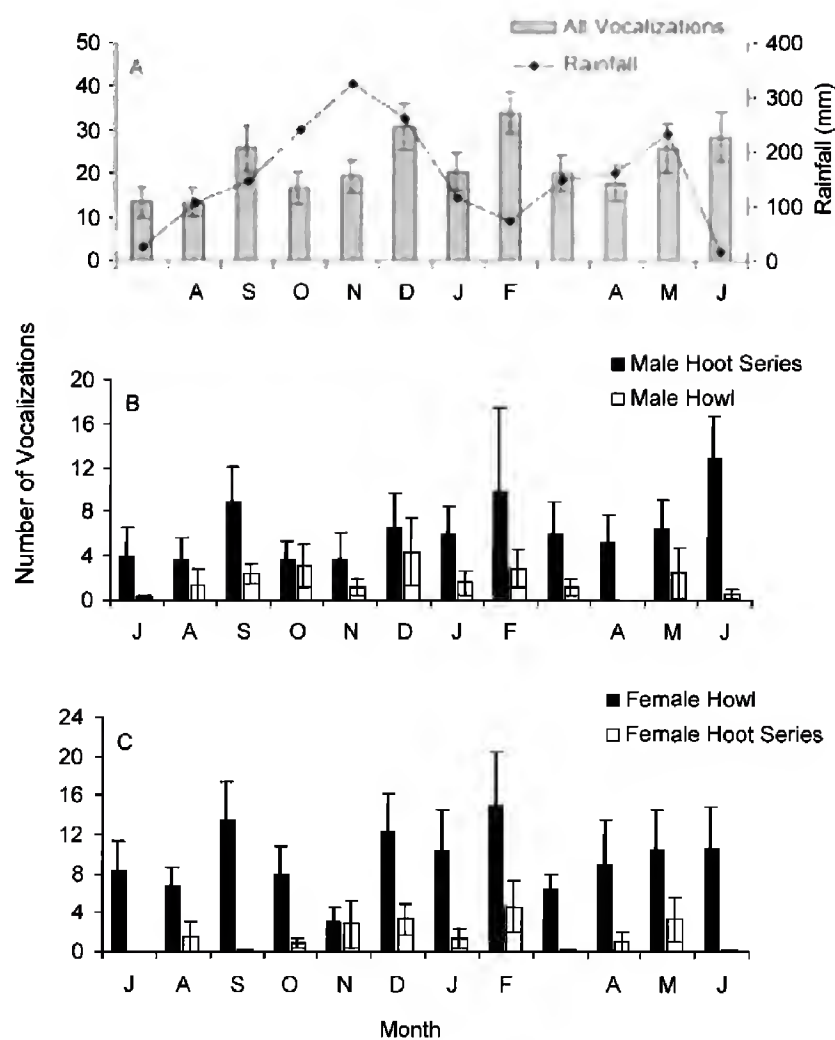 50
40
30
20
10
0
A
All Vocalizations
Rainfall
400
300
200
100
0
Rainfall (mm)
A S O N D J F A M J
Number of Vocalizations
20
16
12
8
4
0
B
Male Hoot Series
Male Howl
J A S O N D J F A M J
24
20
16
12
8
4
0
C
Female Howl
Female Hoot Series
J A S O N D J F A M J
Month